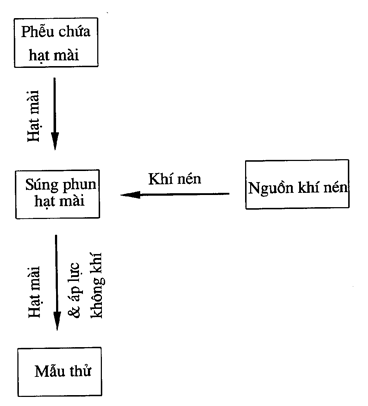 Phễu chứa
hạt mài
Hạt mài
Súng phun
hạt mài
Khí nén
Nguồn khí nén
Hạt mài
& áp lực
không khí
Mẫu thử